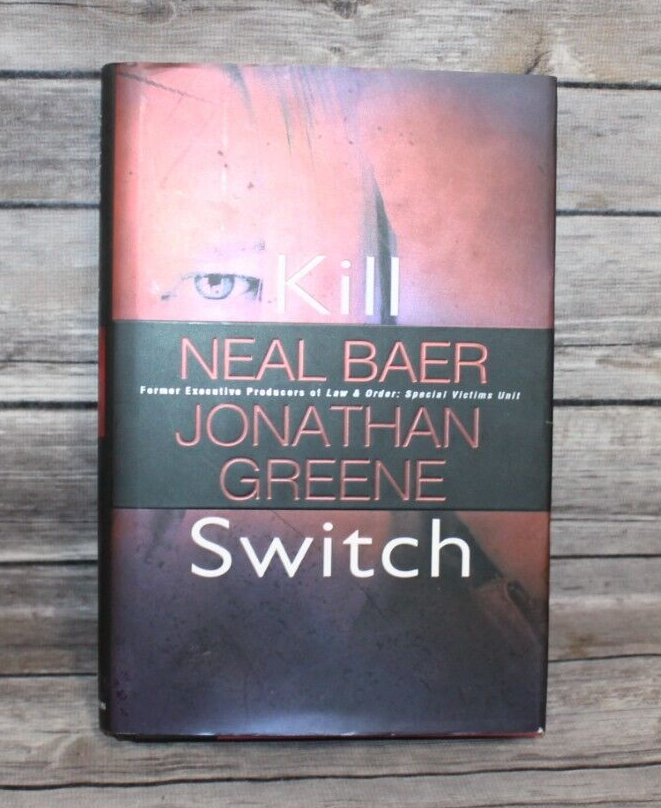 Kill
NEAL BAER
Former Executive Producers of Law & Order: Special Victims Unit
JONATHAN
GREENE
Switch